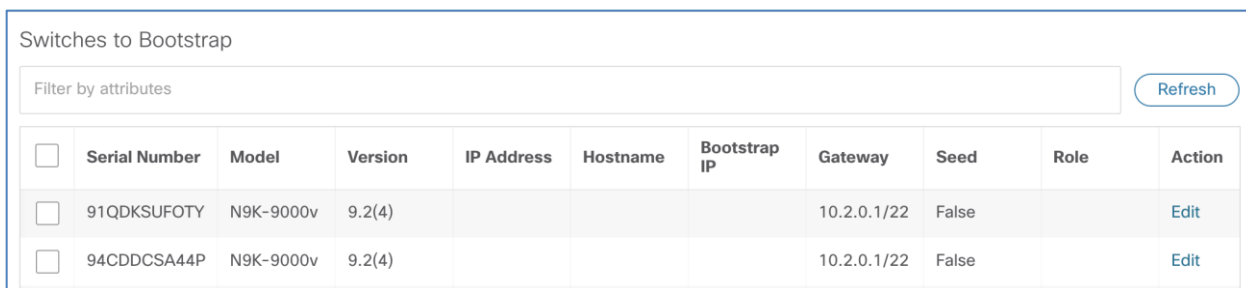 Switches to Bootstrap
Filter by attributes
Refresh
Serial Number Model Version IP Address Hostname Bootstrap IP Gateway Seed Role Action
91QDKSUFOTY N9K-9000v 9.2(4) 10.2.0.1/22 False Edit
94CDDCSA44P N9K-9000v 9.2(4) 10.2.0.1/22 False Edit